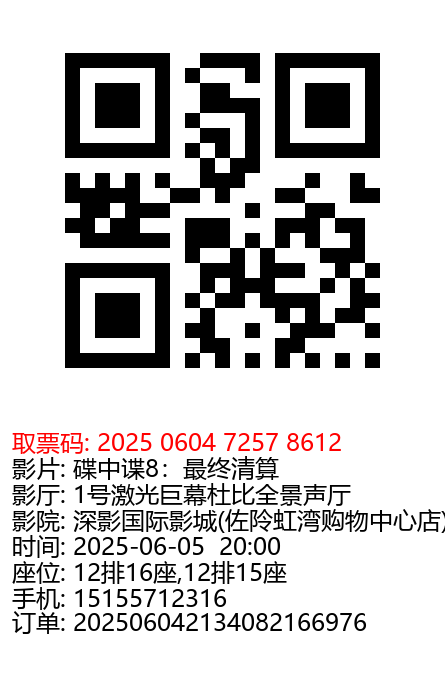 取票码: 2025 0604 7257 8612
影片: 碟中谍8：最终清算
影厅: 1号激光巨幕杜比全景声厅
影院: 深影国际影城(佐阾虹湾购物中心店)
时间: 2025-06-05  20:00
座位: 12排16座,12排15座
手机: 15155712316
订单: 202506042134082166976